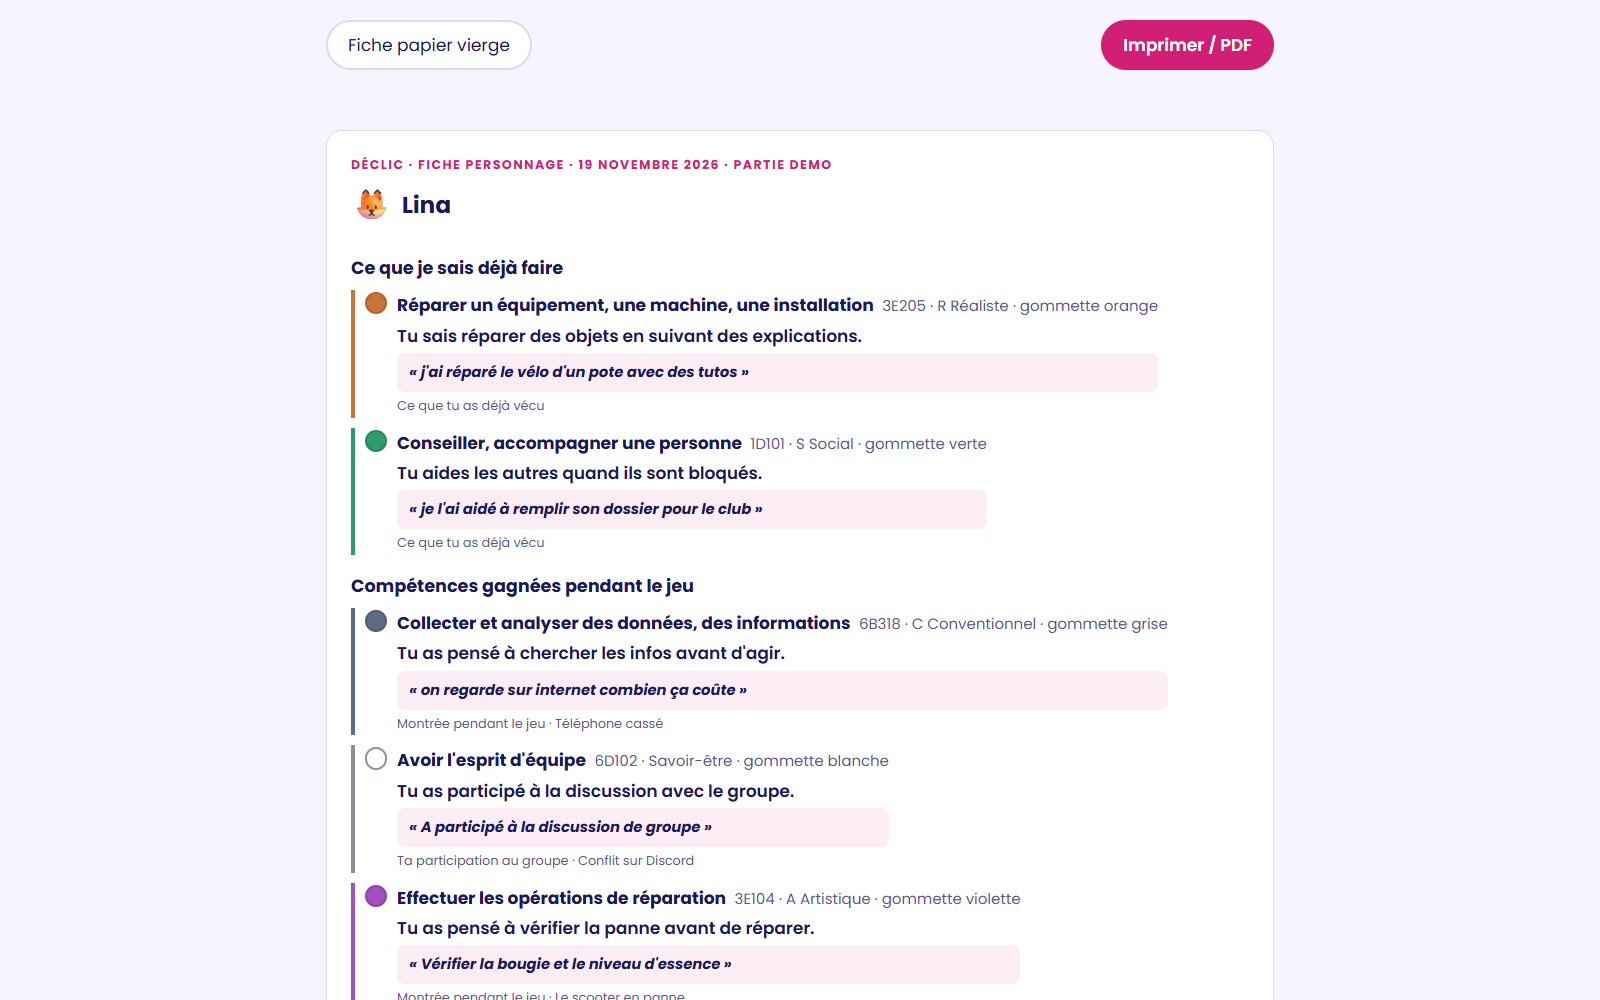 Fiche papier vierge
Imprimer / PDF
DÉCLIC · FICHE PERSONNAGE · 19 NOVEMBRE 2026 · PARTIE DEMO
Lina
Ce que je sais déjà faire
Réparer un équipement, une machine, une installation 3E205 · R Réaliste · gommette orange
Tu sais réparer des objets en suivant des explications.
« j'ai réparé le vélo d'un pote avec des tutos »
Ce que tu as déjà vécu
Conseiller, accompagner une personne 1D101 · S Social · gommette verte
Tu aides les autres quand ils sont bloqués.
« je l'ai aidé à remplir son dossier pour le club »
Ce que tu as déjà vécu
Compétences gagnées pendant le jeu
Collecter et analyser des données, des informations 6B318 · C Conventionnel · gommette grise
Tu as pensé à chercher les infos avant d'agir.
« on regarde sur internet combien ça coûte »
Montrée pendant le jeu · Téléphone cassé
Avoir l'esprit d'équipe 6D102 · Savoir-être · gommette blanche
Tu as participé à la discussion avec le groupe.
« A participé à la discussion de groupe »
Ta participation au groupe · Conflit sur Discord
Effectuer les opérations de réparation 3E104 · A Artistique · gommette violette
Tu as pensé à vérifier la panne avant de réparer.
« Vérifier la bougie et le niveau d'essence »
Montrée pendant le jeu · Le scooter en panne